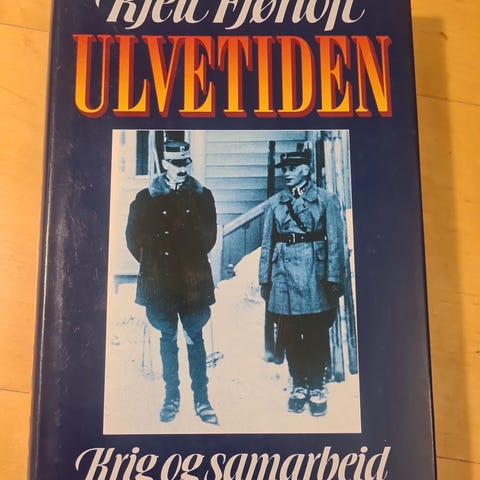 Kjell Fjørtoft
ULVETIDEN
Krig og samarbeid